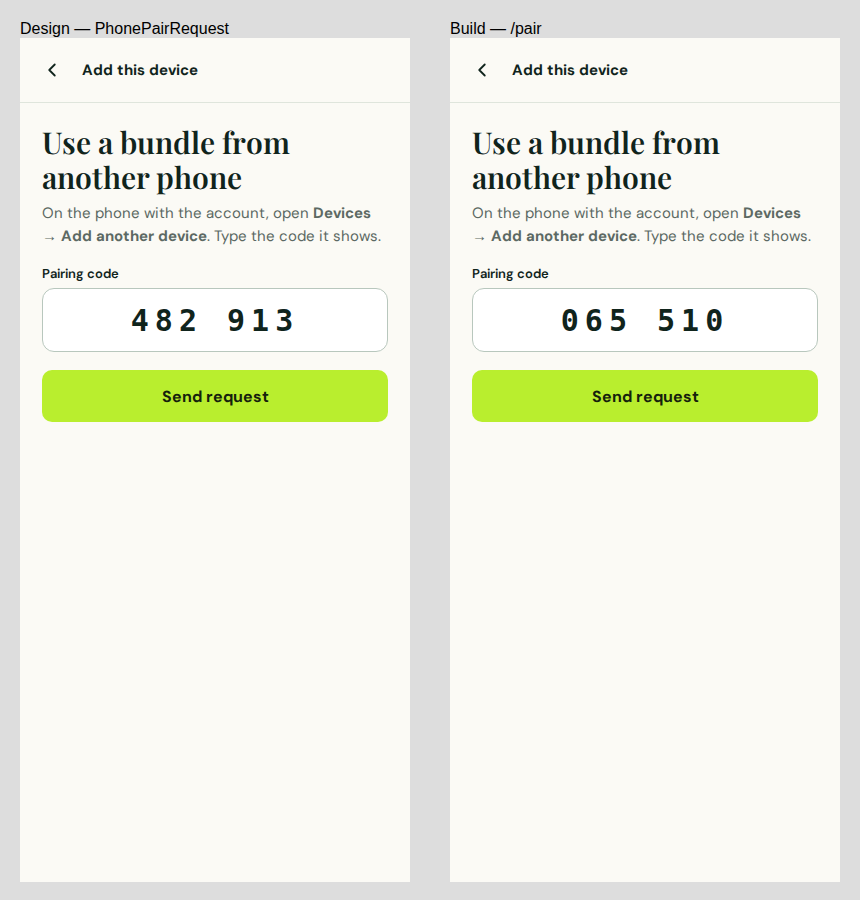 Design — PhonePairRequest
Add this device
Use a bundle from
another phone
On the phone with the account, open Devices
→ Add another device. Type the code it shows.
Pairing code
482 913
Send request
Build — /pair
Add this device
Use a bundle from
another phone
On the phone with the account, open Devices
→ Add another device. Type the code it shows.
Pairing code
065 510
Send request